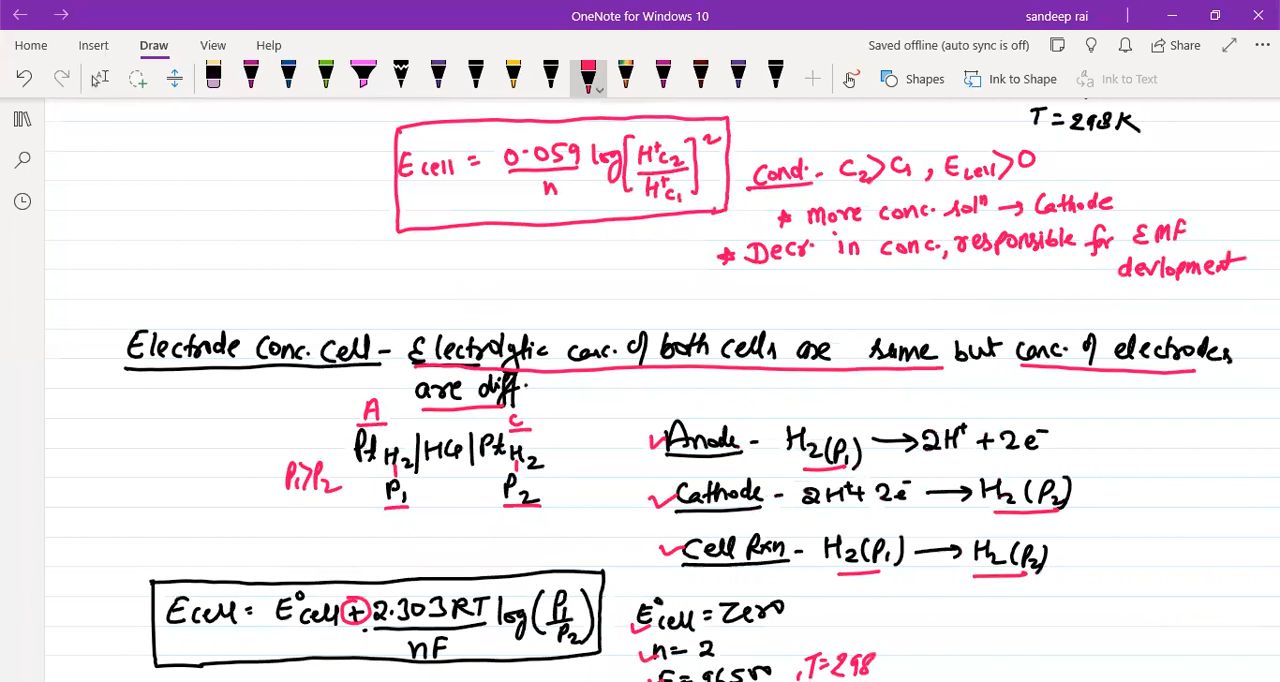 OneNote for Windows 10
sandeep rai
Home Insert Draw View Help
Saved offline (auto sync is off) Share
Shapes Ink to Shape Ink to Text
T = 298K
Ecell = 0.059/n log[H+c2/H+c1]^2
Cond. - C2>C1, Ecell>0
* More conc. soln → Cathode
* Decr. in conc, responsible for EMF
devlopment
Electrode Conc. Cell - Electrolytic conc. of both cells are same but conc. of electrodes
are diff.
A C
Pt H2 | HCl | Pt H2
P1>P2 P1 P2
Anode - H2(P1) → 2H+ + 2e-
Cathode - 2H+ + 2e- → H2(P2)
Cell Rxn - H2(P1) → H2(P2)
Ecell = E°cell + 2.303RT/nF log(P1/P2)
E°cell = Zero
n = 2
F = 96500, T=298